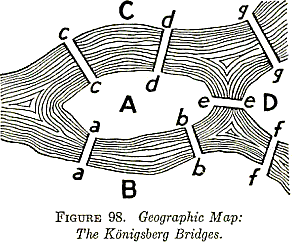 C
c d g
c d g
A e e D
a b f
a b f
B
FIGURE 98. Geographic Map:
The Königsberg Bridges.